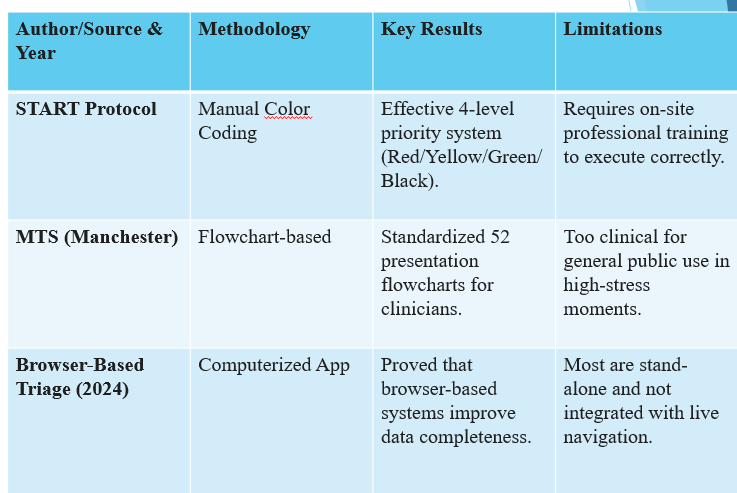 Author/Source &
Year
Methodology
Key Results
Limitations
START Protocol
Manual Color
Coding
Effective 4-level
priority system
(Red/Yellow/Green/
Black).
Requires on-site
professional training
to execute correctly.
MTS (Manchester)
Flowchart-based
Standardized 52
presentation
flowcharts for
clinicians.
Too clinical for
general public use in
high-stress
moments.
Browser-Based
Triage (2024)
Computerized App
Proved that
browser-based
systems improve
data completeness.
Most are stand-
alone and not
integrated with live
navigation.